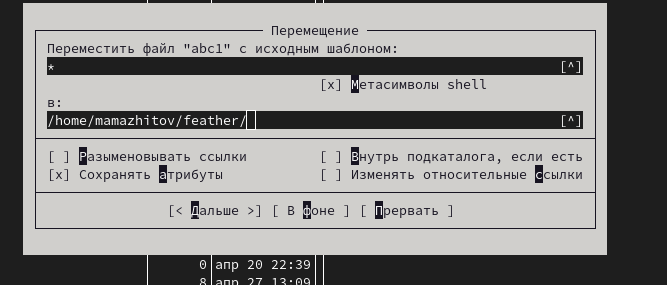 Перемещение
Переместить файл "abc1" с исходным шаблоном:
* [^]
[x] Метасимволы shell
в:
/home/mamazhitov/feather/ [^]
[ ] Разыменовывать ссылки [ ] Внутрь подкаталога, если есть
[x] Сохранять атрибуты [ ] Изменять относительные ссылки
[< Дальше >] [ В фоне ] [ Прервать ]
0 апр 20 22:39
8 апр 27 13:09